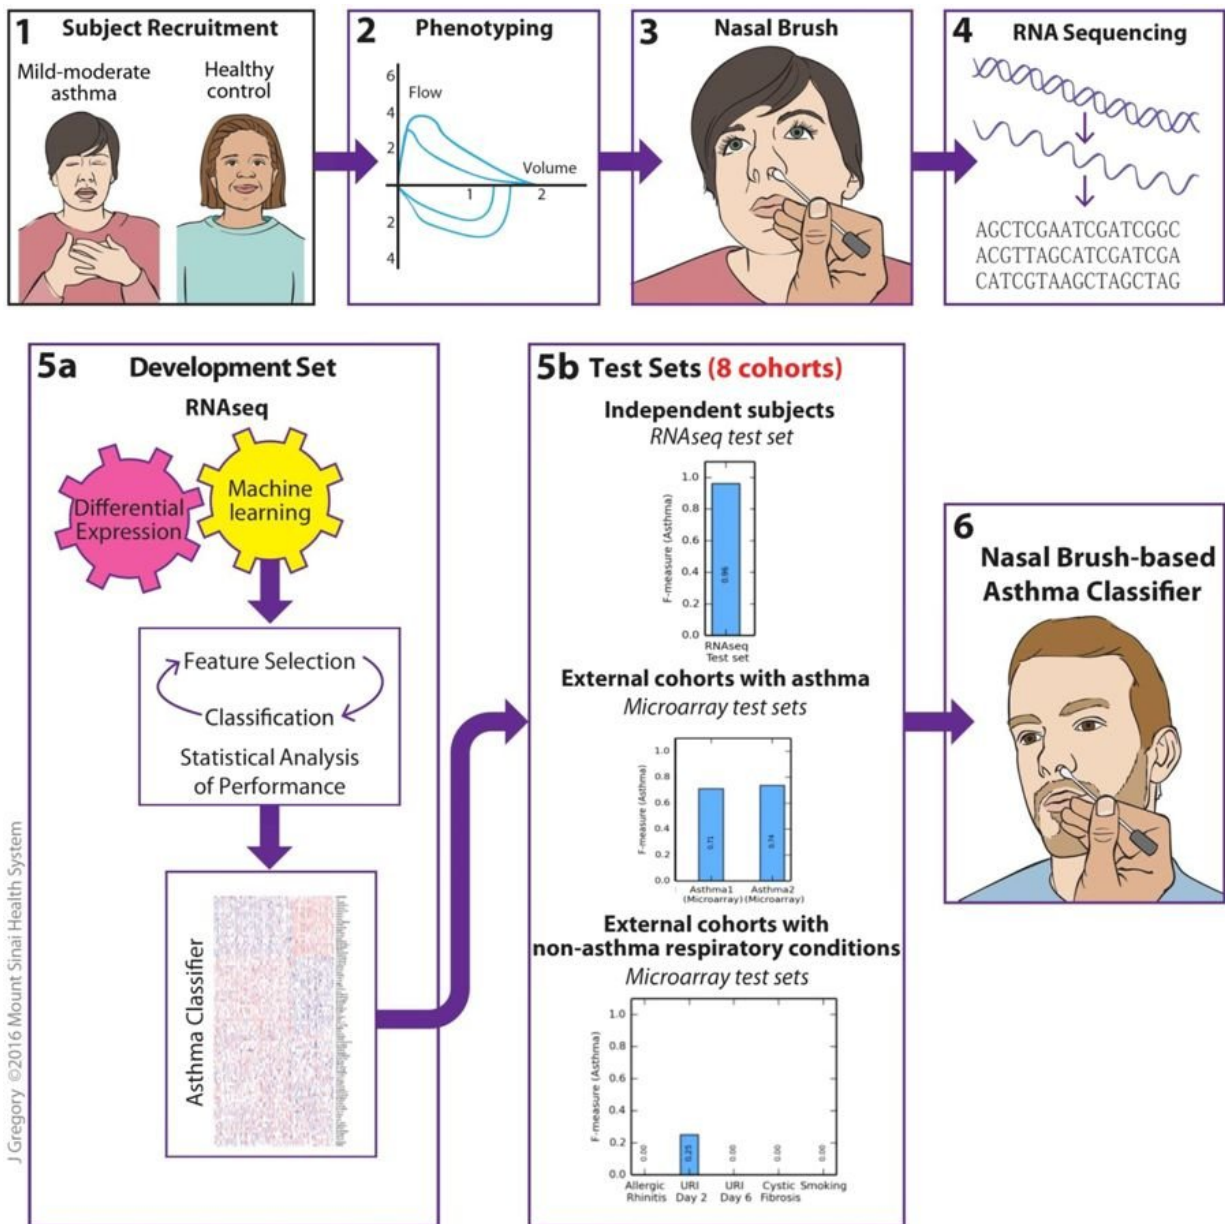 1 Subject Recruitment
Mild-moderate
asthma
Healthy
control
2 Phenotyping
6
4
2
2
4
Flow
Volume
1
2
3 Nasal Brush
4 RNA Sequencing
AGCTCGAATCGATCGGC
ACGTTAGCATCGATCGA
CATCGTAAGCTAGCTAG
5a Development Set
RNAseq
Differential
Expression
Machine
learning
Feature Selection
Classification
Statistical Analysis
of Performance
Asthma Classifier
5b Test Sets (8 cohorts)
Independent subjects
RNAseq test set
F-measure (Asthma)
1.0
0.8
0.6
0.4
0.2
0.0
0.96
RNAseq
Test set
External cohorts with asthma
Microarray test sets
F-measure (Asthma)
1.0
0.8
0.6
0.4
0.2
0.0
0.71
0.74
Asthma1
(Microarray)
Asthma2
(Microarray)
External cohorts with
non-asthma respiratory conditions
Microarray test sets
F-measure (Asthma)
1.0
0.8
0.6
0.4
0.2
0.0
0.00
0.25
0.00
0.00
0.00
Allergic
Rhinitis
URI
Day 2
URI
Day 6
Cystic
Fibrosis
Smoking
6 Nasal Brush-based
Asthma Classifier
J Gregory ©2016 Mount Sinai Health System